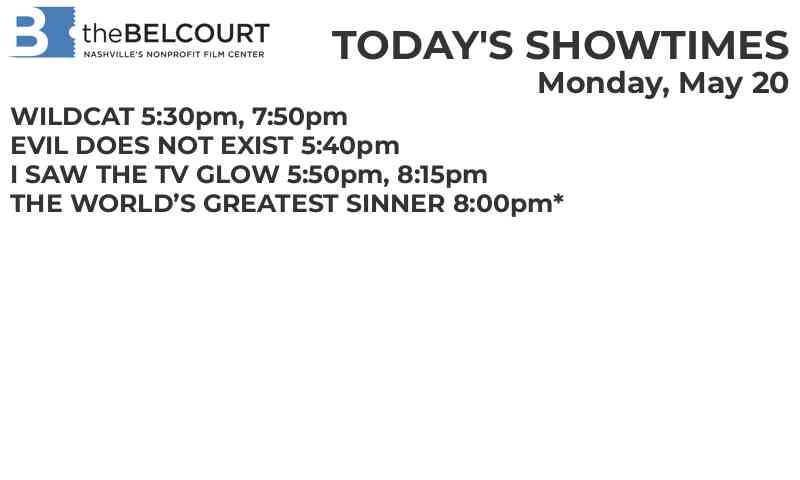 B theBELCOURT
NASHVILLE'S NONPROFIT FILM CENTER
TODAY'S SHOWTIMES
Monday, May 20
WILDCAT 5:30pm, 7:50pm
EVIL DOES NOT EXIST 5:40pm
I SAW THE TV GLOW 5:50pm, 8:15pm
THE WORLD’S GREATEST SINNER 8:00pm*